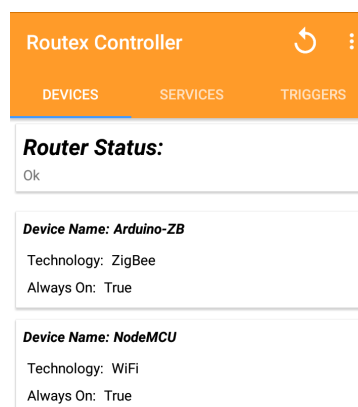 Routex Controller
DEVICES SERVICES TRIGGERS
Router Status:
Ok
Device Name: Arduino-ZB
Technology: ZigBee
Always On: True
Device Name: NodeMCU
Technology: WiFi
Always On: True